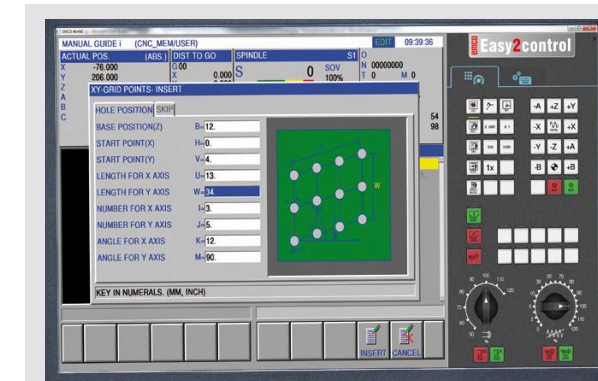 MANUAL GUIDE i (CNC_MEM/USER) EDIT 09:39:36
ACTUAL POS. (ABS.) DIST TO GO SPINDLE S1
X -76.000 G00 S 0 SOV 100% N 00000000
Y 206.000 X 0.000 T 0 M 0
Z
A
B
C
XY-GRID POINTS- INSERT
HOLE POSITION SKIP
54
98
BASE POSITION(Z) B=12.
START POINT(X) H=0.
START POINT(Y) V=4.
LENGTH FOR X AXIS U=13.
LENGTH FOR Y AXIS W=34.
NUMBER FOR X AXIS I=3.
NUMBER FOR Y AXIS J=5.
ANGLE FOR X AXIS K=12.
ANGLE FOR Y AXIS M=90.
W
KEY IN NUMERALS. (MM, INCH)
INSERT CANCEL
emco Easy2control
-A +Z +Y
-X +X
-Y -Z +A
1x -B +B